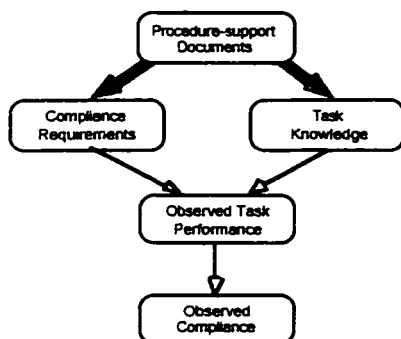 Procedure-support
Documents
Compliance
Requirements
Task
Knowledge
Observed Task
Performance
Observed
Compliance